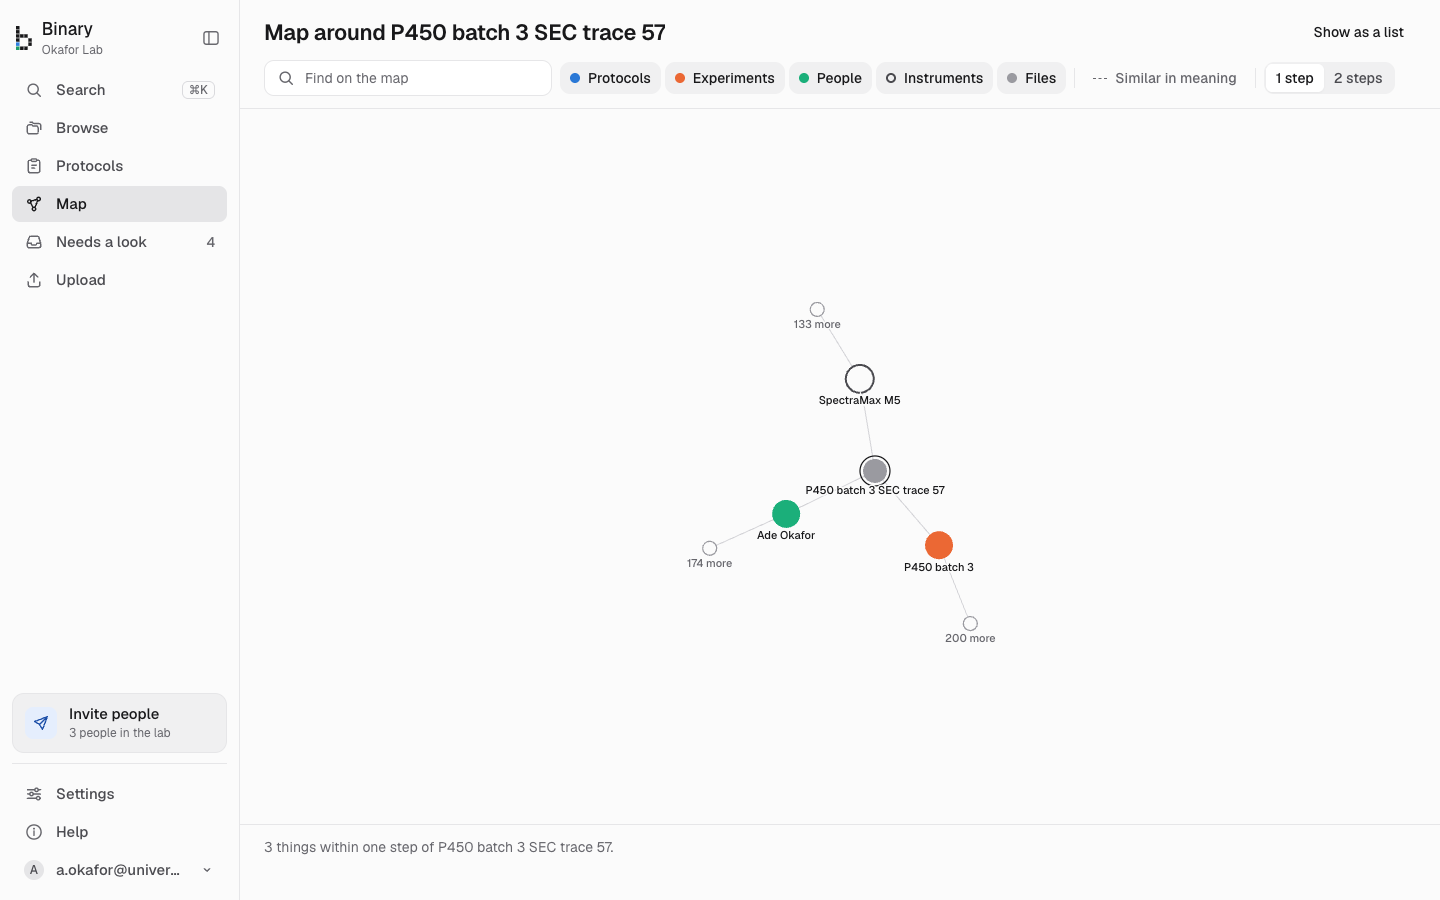 Binary
Okafor Lab
Search ⌘K
Browse
Protocols
Map
Needs a look 4
Upload
Invite people
3 people in the lab
Settings
Help
A a.okafor@univer...
Map around P450 batch 3 SEC trace 57
Show as a list
Find on the map
Protocols
Experiments
People
Instruments
Files
Similar in meaning
1 step
2 steps
133 more
SpectraMax M5
P450 batch 3 SEC trace 57
Ade Okafor
174 more
P450 batch 3
200 more
3 things within one step of P450 batch 3 SEC trace 57.